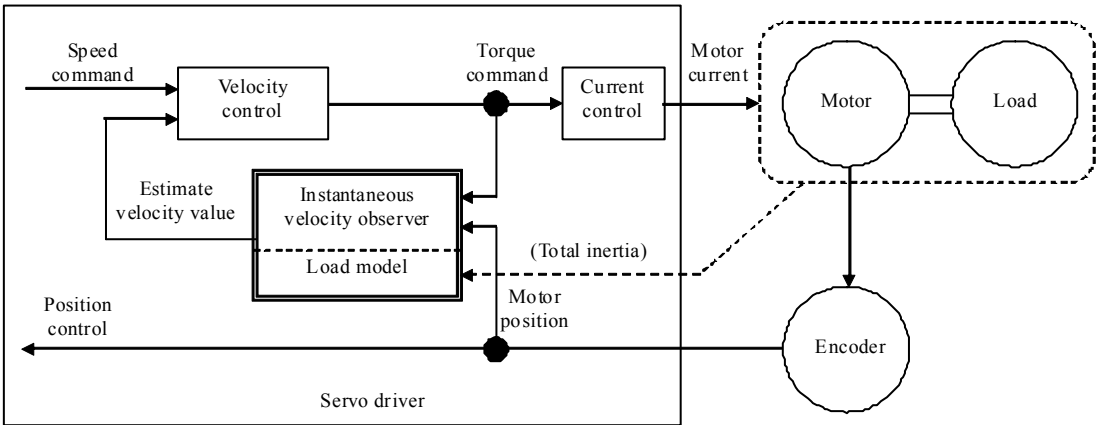 Speed
command
Velocity
control
Torque
command
Current
control
Motor
current
Motor
Load
Estimate
velocity value
Instantaneous
velocity observer
Load model
(Total inertia)
Position
control
Motor
position
Encoder
Servo driver